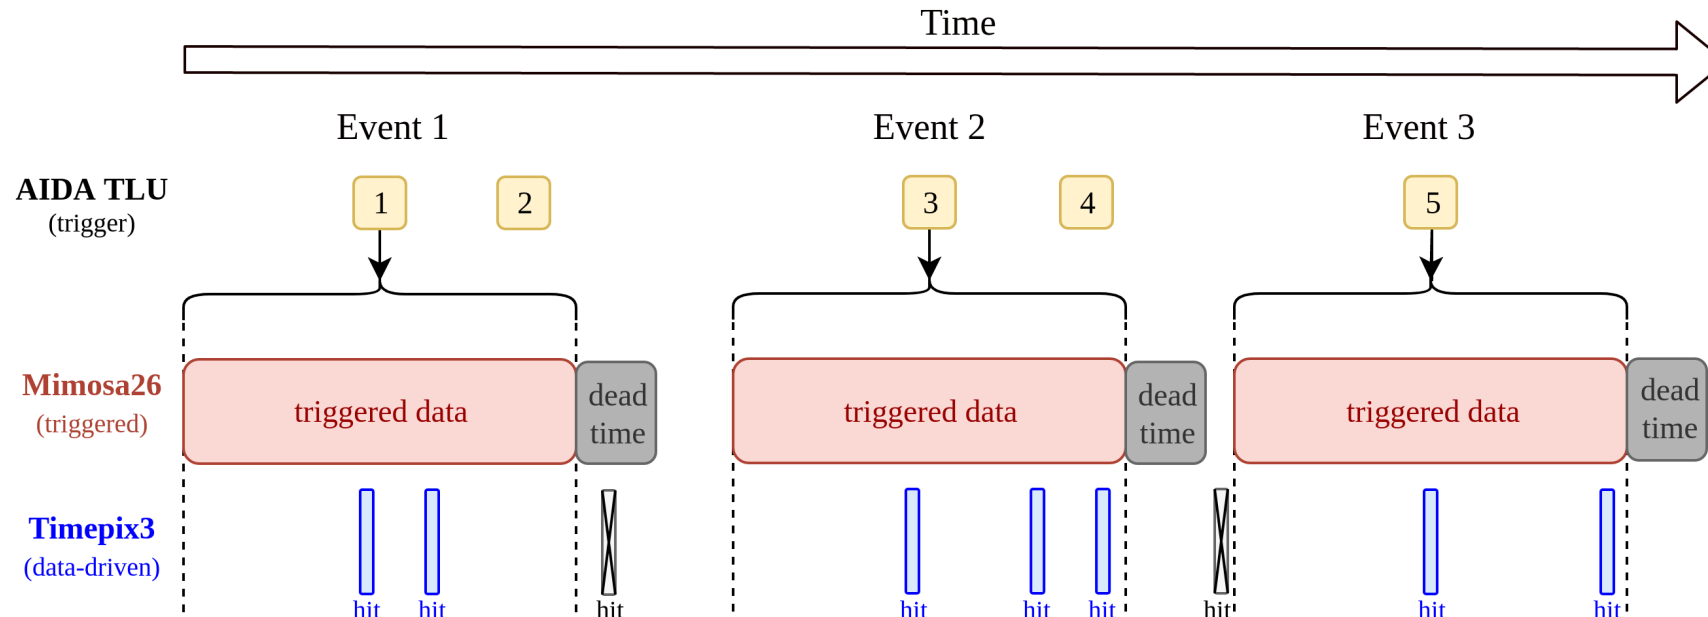 Time
Event 1
Event 2
Event 3
AIDA TLU
(trigger)
1
2
3
4
5
Mimosa26
(triggered)
triggered data
dead
time
triggered data
dead
time
triggered data
dead
time
Timepix3
(data-driven)
hit
hit
hit
hit
hit
hit
hit
hit
hit